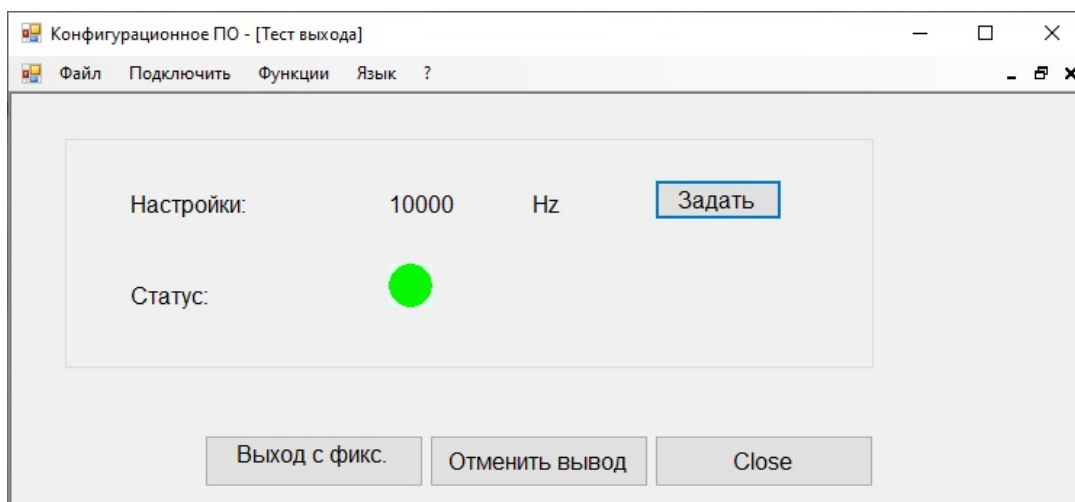 Конфигурационное ПО - [Тест выхода]
Файл Подключить Функции Язык ?
Настройки: 10000 Hz Задать
Статус:
Выход с фикс. Отменить вывод Close